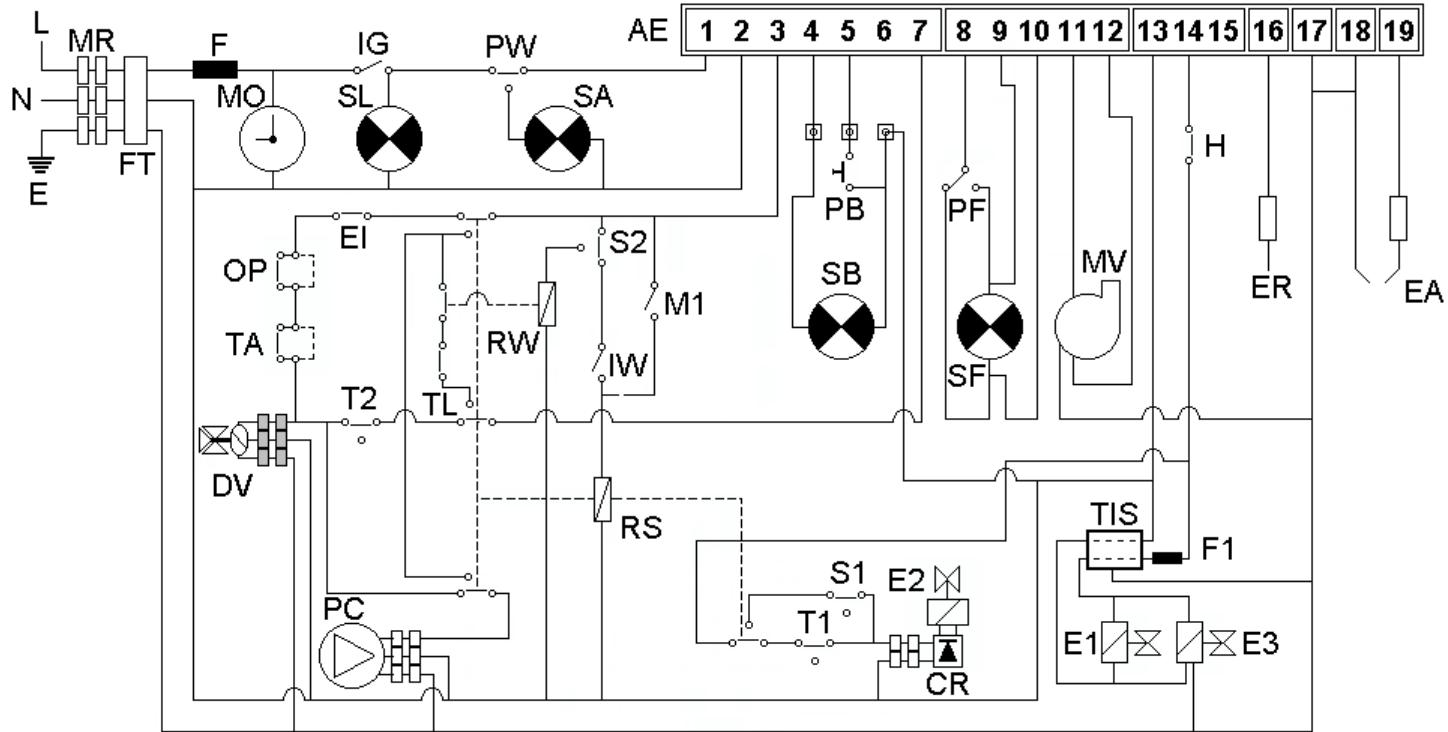 L MR F IG PW AE 1 2 3 4 5 6 7 8 9 10 11 12 13 14 15 16 17 18 19
MO SL SA
N
FT H
E
PB PF
EI S2
OP SB MV ER EA
M1
TA RW
IW SF
T2 TL
DV
RS TIS
F1
S1
E2
PC T1
E1 E3
CR